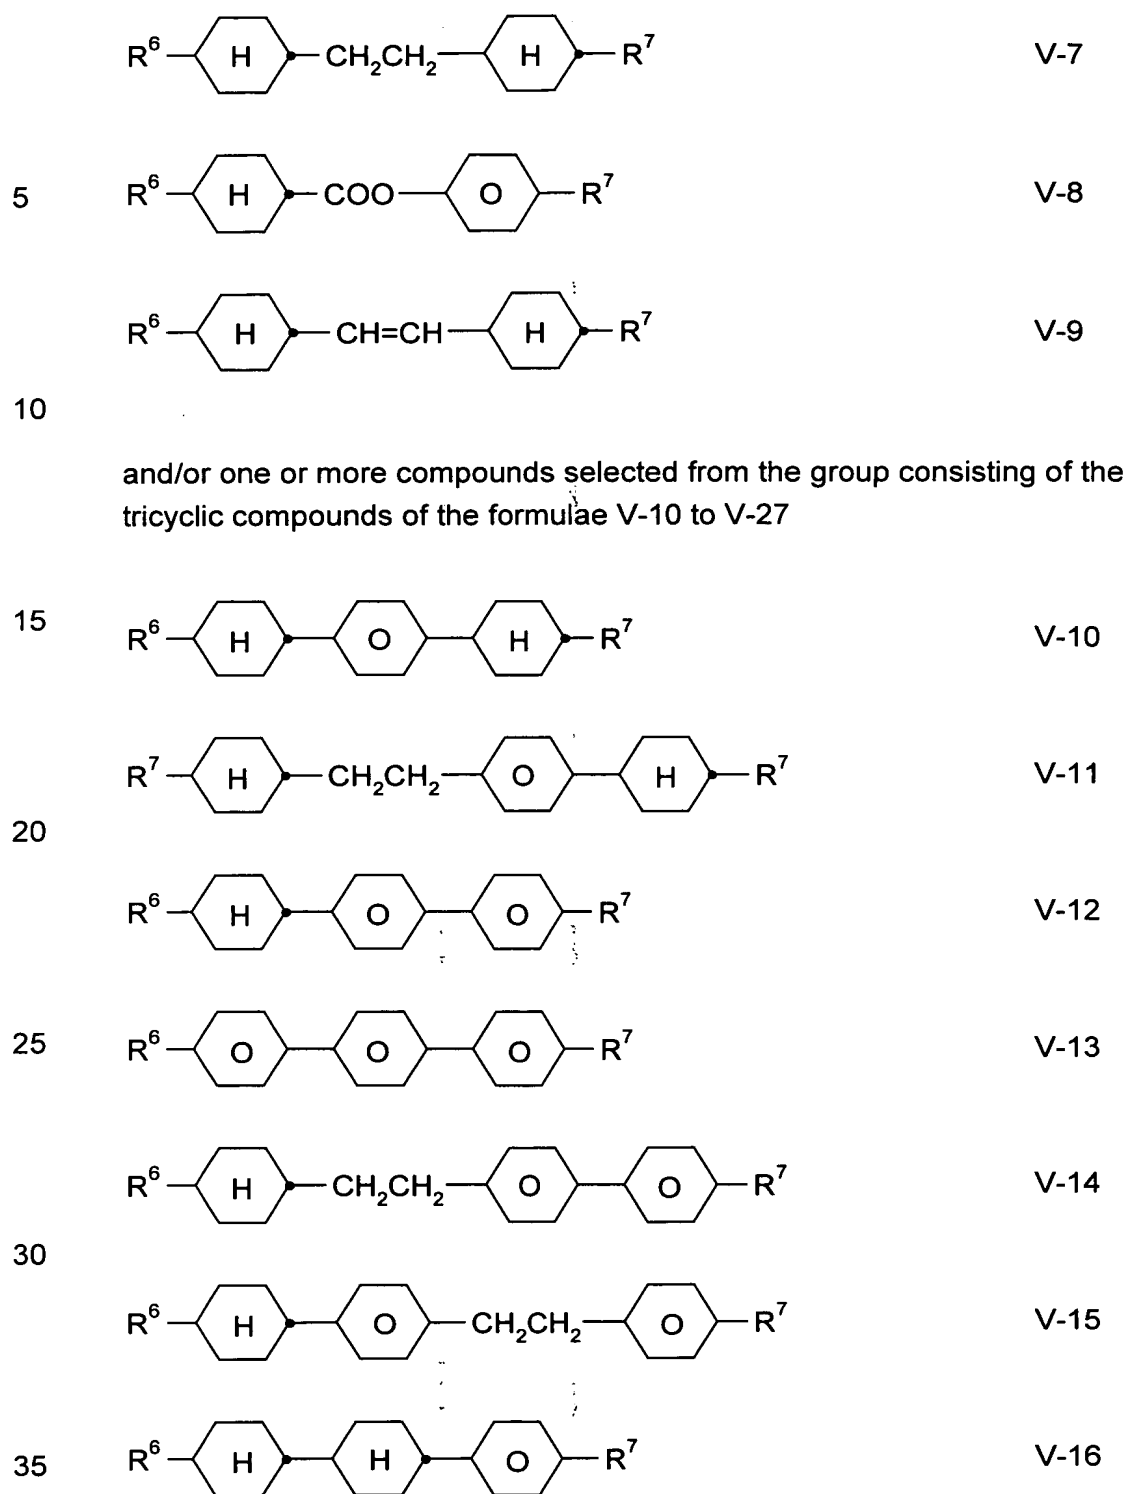 R⁶ H CH₂CH₂ H R⁷ V-7
5 R⁶ H COO O R⁷ V-8
R⁶ H CH=CH H R⁷ V-9
10
and/or one or more compounds selected from the group consisting of the
tricyclic compounds of the formulae V-10 to V-27
15 R⁶ H O H R⁷ V-10
R⁷ H CH₂CH₂ O H R⁷ V-11
20
R⁶ H O O R⁷ V-12
25 R⁶ O O O R⁷ V-13
R⁶ H CH₂CH₂ O O R⁷ V-14
30
R⁶ H O CH₂CH₂ O R⁷ V-15
35 R⁶ H H O R⁷ V-16